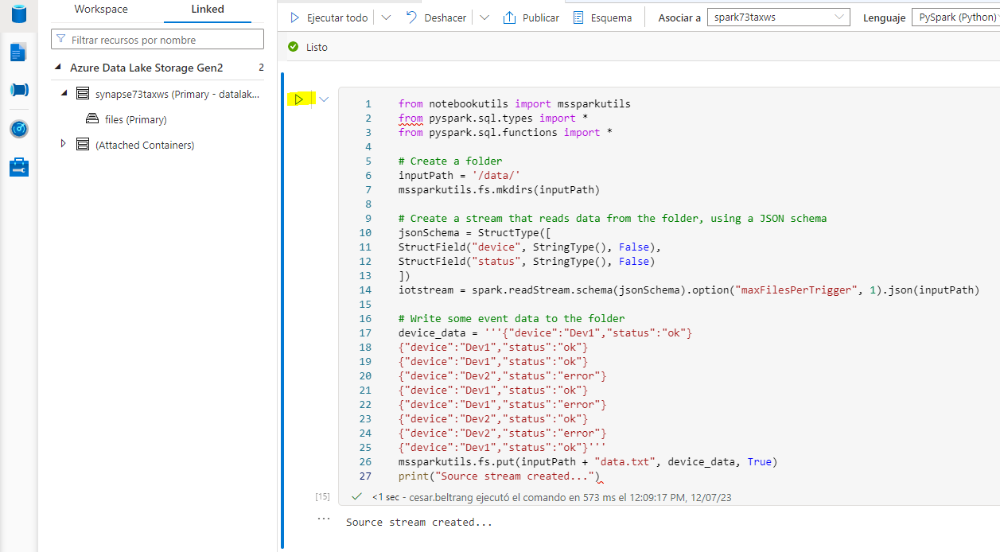 Workspace
Linked
Filtrar recursos por nombre
Azure Data Lake Storage Gen2
2
synapse73taxws (Primary - datalak...
files (Primary)
(Attached Containers)
Ejecutar todo
Deshacer
Publicar
Esquema
Asociar a
spark73taxws
Lenguaje
PySpark (Python)
Listo
1 from notebookutils import mssparkutils
2 from pyspark.sql.types import *
3 from pyspark.sql.functions import *
4
5 # Create a folder
6 inputPath = '/data/'
7 mssparkutils.fs.mkdirs(inputPath)
8
9 # Create a stream that reads data from the folder, using a JSON schema
10 jsonSchema = StructType([
11 StructField("device", StringType(), False),
12 StructField("status", StringType(), False)
13 ])
14 iotstream = spark.readStream.schema(jsonSchema).option("maxFilesPerTrigger", 1).json(inputPath)
15
16 # Write some event data to the folder
17 device_data = '''{"device":"Dev1","status":"ok"}
18 {"device":"Dev1","status":"ok"}
19 {"device":"Dev1","status":"ok"}
20 {"device":"Dev2","status":"error"}
21 {"device":"Dev1","status":"ok"}
22 {"device":"Dev1","status":"error"}
23 {"device":"Dev2","status":"ok"}
24 {"device":"Dev2","status":"error"}
25 {"device":"Dev1","status":"ok"}'''
26 mssparkutils.fs.put(inputPath + "data.txt", device_data, True)
27 print("Source stream created...")
[15] <1 sec - cesar.beltrang ejecutó el comando en 573 ms el 12:09:17 PM, 12/07/23
Source stream created...